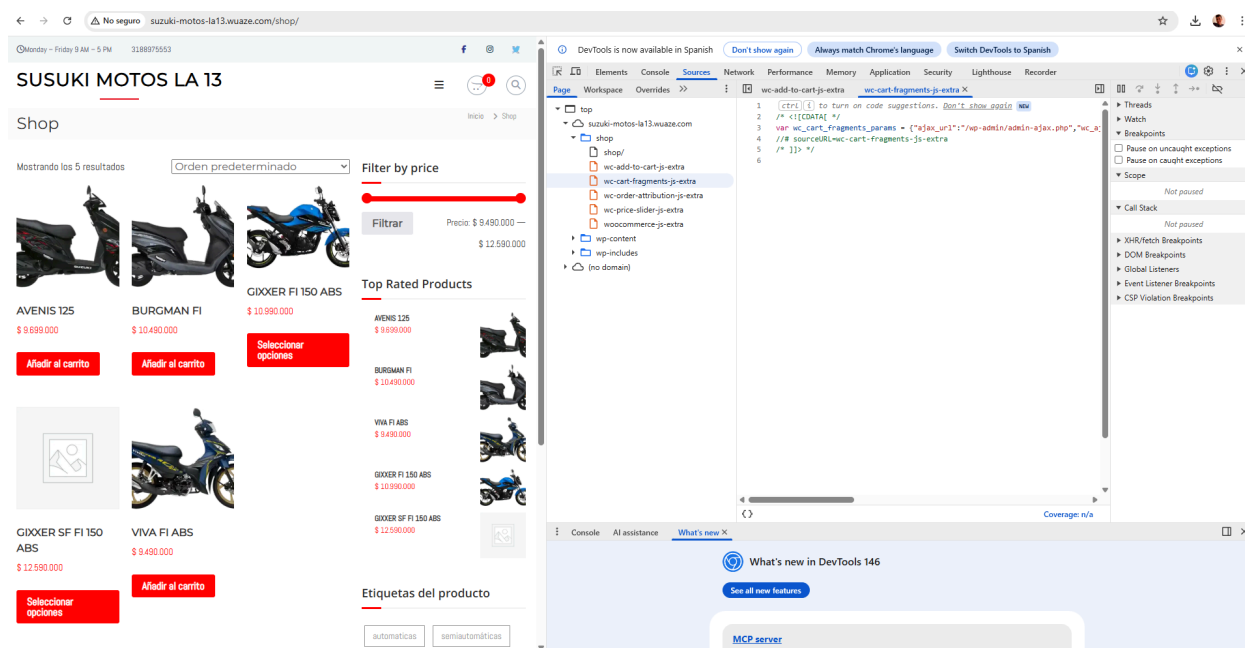 No seguro suzuki-motos-la13.wuaze.com/shop/
Monday – Friday 9 AM – 5 PM 3188975553
SUSUKI MOTOS LA 13
0
Shop
Inicio > Shop
Mostrando los 5 resultados
Orden predeterminado
AVENIS 125
$ 9.699.000
Añadir al carrito
BURGMAN FI
$ 10.490.000
Añadir al carrito
GIXXER FI 150 ABS
$ 10.990.000
Seleccionar
opciones
GIXXER SF FI 150
ABS
$ 12.590.000
Seleccionar
opciones
VIVA FI ABS
$ 9.490.000
Añadir al carrito
Filter by price
Filtrar
Precio: $ 9.490.000 —
$ 12.590.000
Top Rated Products
AVENIS 125
$ 9.699.000
BURGMAN FI
$ 10.490.000
VIVA FI ABS
$ 9.490.000
GIXXER FI 150 ABS
$ 10.990.000
GIXXER SF FI 150 ABS
$ 12.590.000
Etiquetas del producto
automaticas semiautomáticas
DevTools is now available in Spanish Don't show again Always match Chrome's language Switch DevTools to Spanish
Elements Console Sources Network Performance Memory Application Security Lighthouse Recorder
Page Workspace Overrides
wc-add-to-cart-js-extra wc-cart-fragments-js-extra
top
suzuki-motos-la13.wuaze.com
shop
shop/
wc-add-to-cart-js-extra
wc-cart-fragments-js-extra
wc-order-attribution-js-extra
wc-price-slider-js-extra
woocommerce-js-extra
wp-content
wp-includes
(no domain)
1 ctrl i to turn on code suggestions. Don't show again NEW
2 /* <![CDATA[ */
3 var wc_cart_fragments_params = {"ajax_url":"/wp-admin/admin-ajax.php","wc_aj
4 //# sourceURL=wc-cart-fragments-js-extra
5 /* ]]> */
6
{} Coverage: n/a
Threads
Watch
Breakpoints
Pause on uncaught exceptions
Pause on caught exceptions
Scope
Not paused
Call Stack
Not paused
XHR/fetch Breakpoints
DOM Breakpoints
Global Listeners
Event Listener Breakpoints
CSP Violation Breakpoints
Console AI assistance What's new
What's new in DevTools 146
See all new features
MCP server